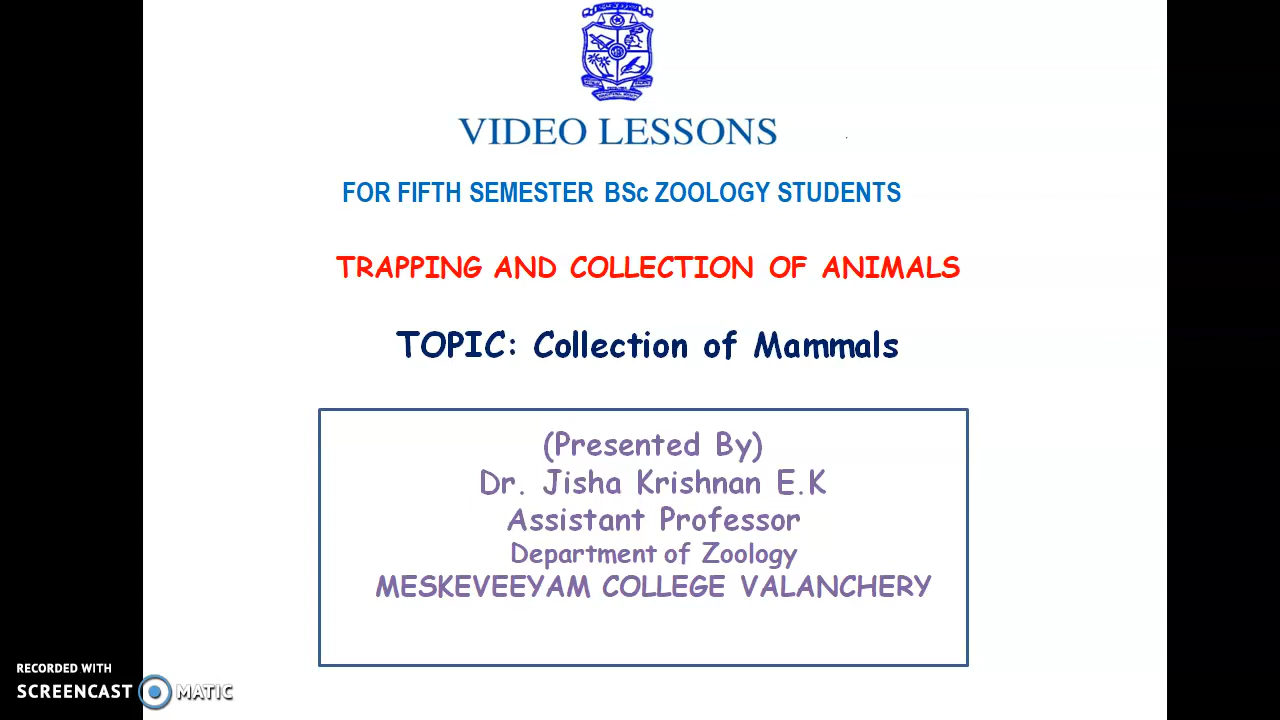 VIDEO LESSONS
FOR FIFTH SEMESTER BSc ZOOLOGY STUDENTS
TRAPPING AND COLLECTION OF ANIMALS
TOPIC: Collection of Mammals
(Presented By)
Dr. Jisha Krishnan E.K
Assistant Professor
Department of Zoology
MESKEVEEYAM COLLEGE VALANCHERY
RECORDED WITH
SCREENCAST MATIC